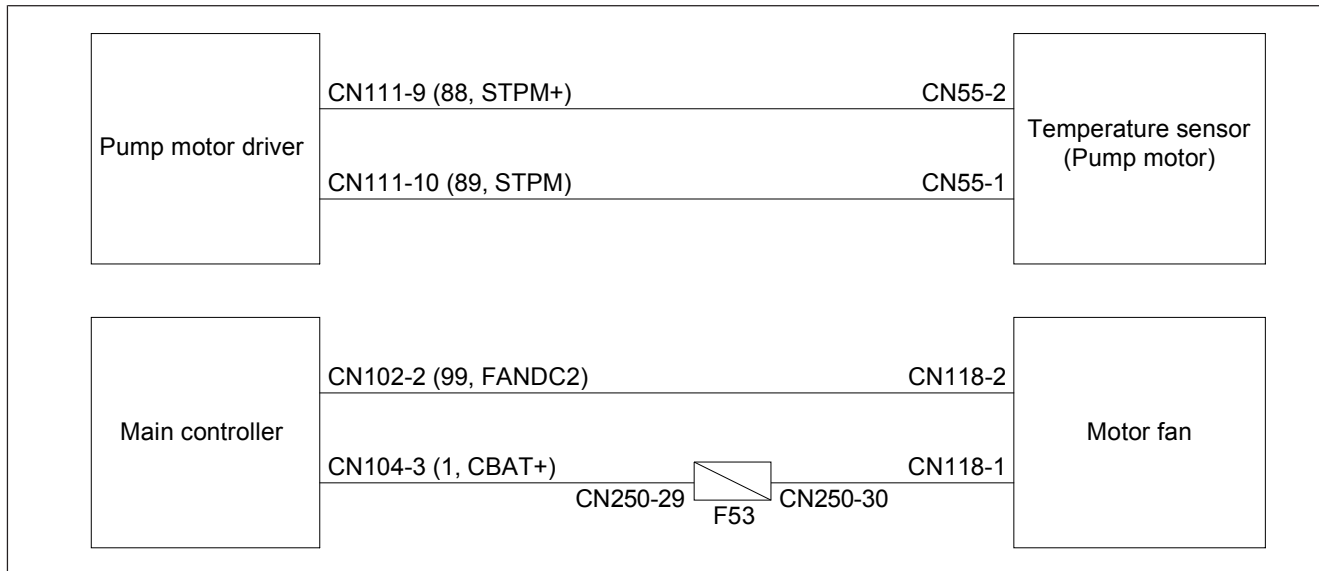 Pump motor driver
CN111-9 (88, STPM+)
CN55-2
CN111-10 (89, STPM)
CN55-1
Temperature sensor
(Pump motor)
Main controller
CN102-2 (99, FANDC2)
CN118-2
CN104-3 (1, CBAT+)
CN250-29
F53
CN250-30
CN118-1
Motor fan